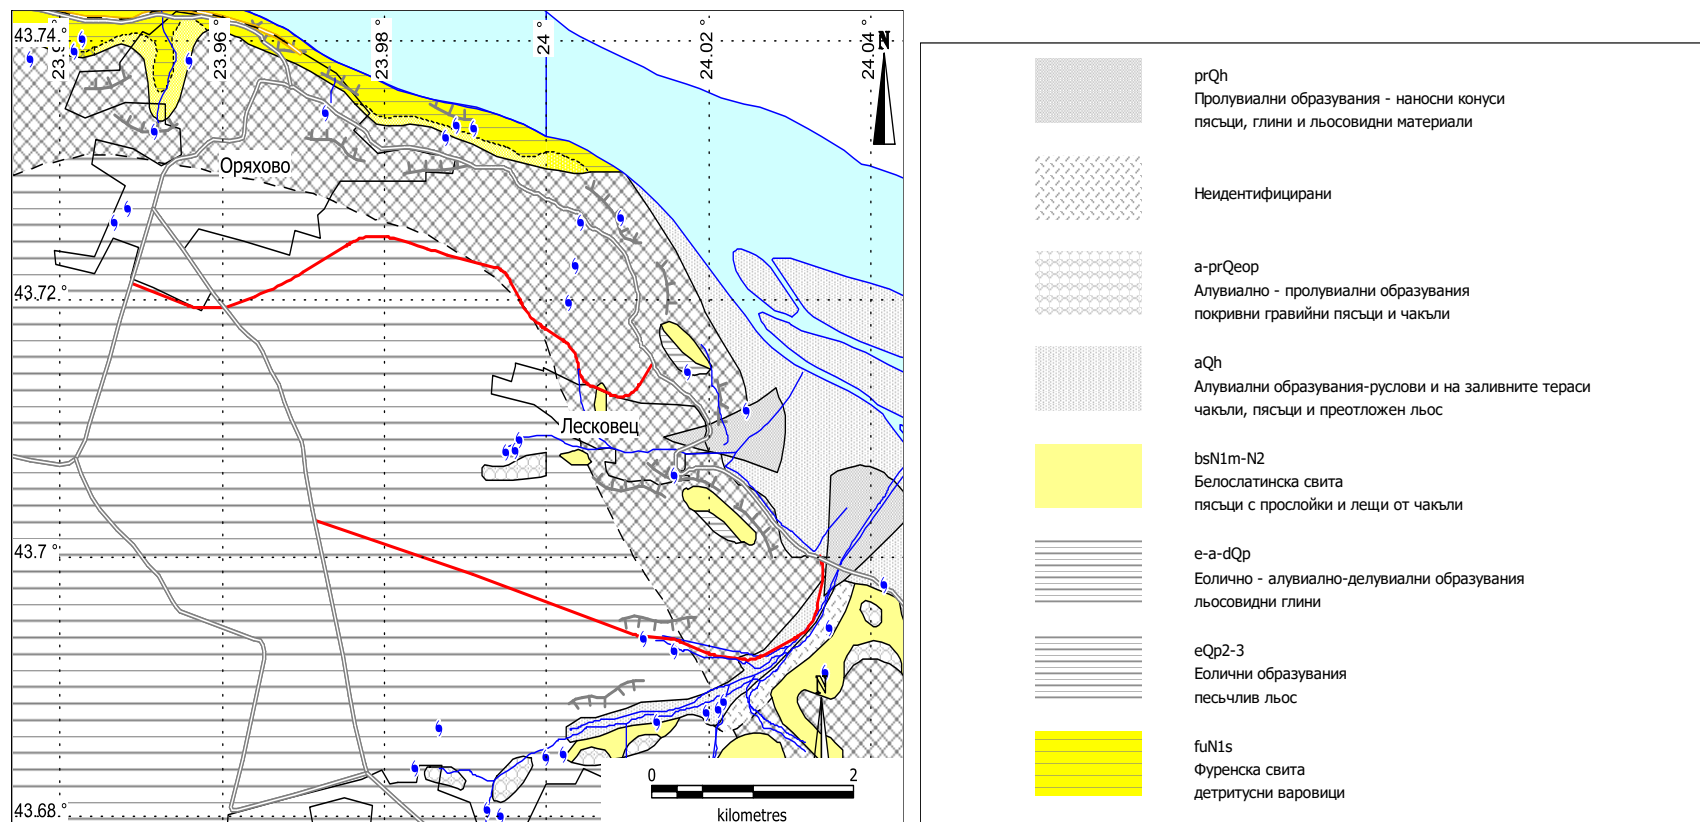 43.74 °
23.96 °
23.98 °
24 °
24.02 °
24.04 °
N
Оряхово
43.72 °
Лесковец
43.7 °
N
0 2
kilometres
43.68 °
prQh
Пролувиални образувания - наносни конуси
пясъци, глини и льосовидни материали
Неидентифицирани
a-prQeop
Алувиално - пролувиални образувания
покривни гравийни пясъци и чакъли
aQh
Алувиални образувания-руслови и на заливните тераси
чакъли, пясъци и преотложен льос
bsN1m-N2
Белослатинска свита
пясъци с прослойки и лещи от чакъли
e-a-dQp
Еолично - алувиално-делувиални образувания
льосовидни глини
eQp2-3
Еолични образувания
песъчлив льос
fuN1s
Фуренска свита
детритусни варовици